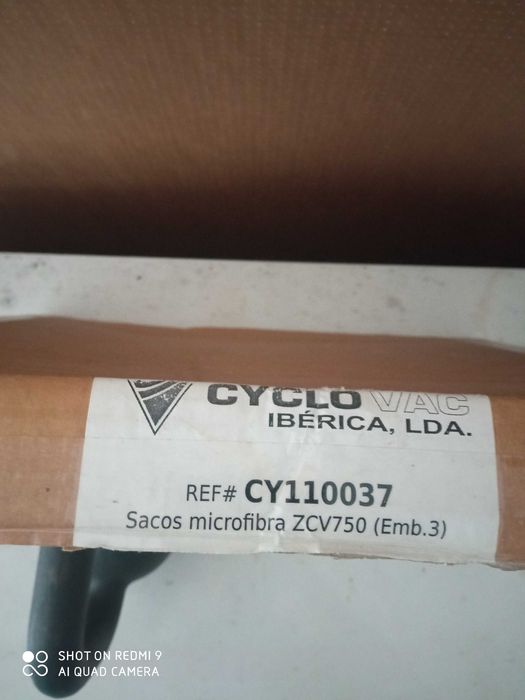 CYCLO VAC
IBÉRICA, LDA.
REF# CY110037
Sacos microfibra ZCV750 (Emb.3)
SHOT ON REDMI 9
AI QUAD CAMERA